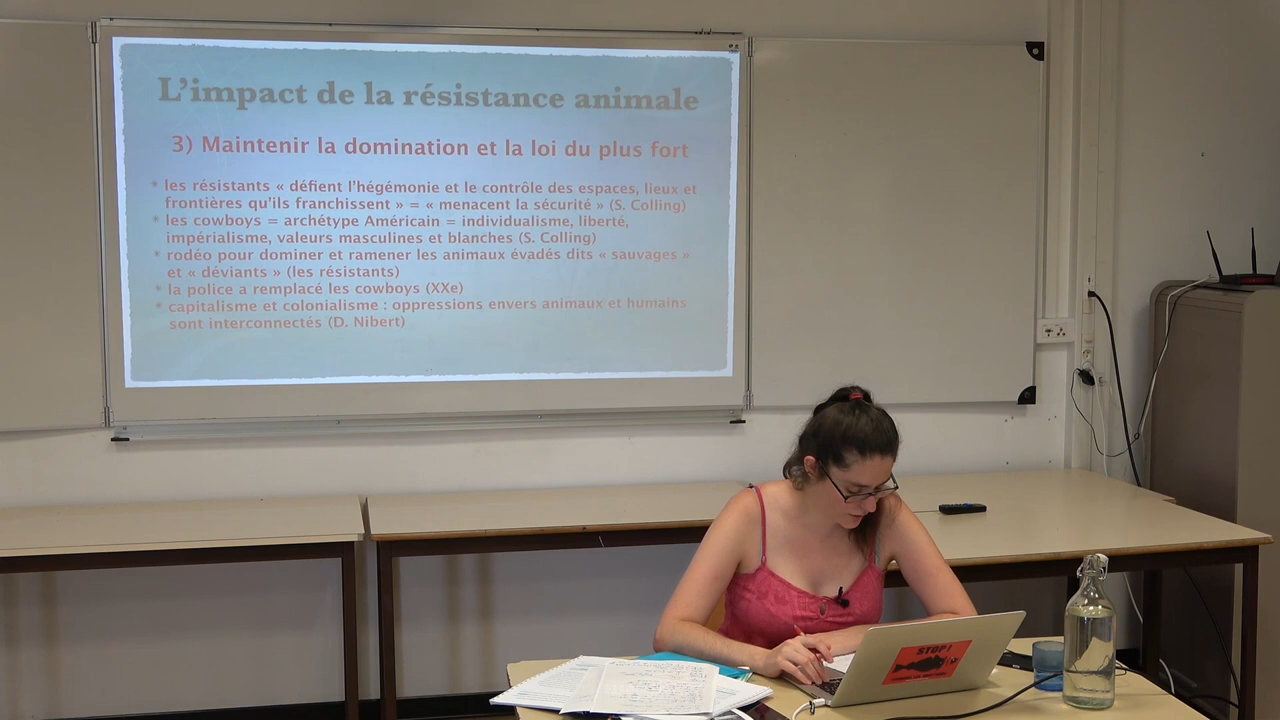 L'impact de la résistance animale
3) Maintenir la domination et la loi du plus fort
* les résistants « défient l'hégémonie et le contrôle des espaces, lieux et
frontières qu'ils franchissent » = « menacent la sécurité » (S. Colling)
* les cowboys = archétype Américain = individualisme, liberté,
impérialisme, valeurs masculines et blanches (S. Colling)
* rodéo pour dominer et ramener les animaux évadés dits « sauvages »
et « déviants » (les résistants)
* la police a remplacé les cowboys (XXe)
* capitalisme et colonialisme : oppressions envers animaux et humains
sont interconnectés (D. Nibert)
STOP!